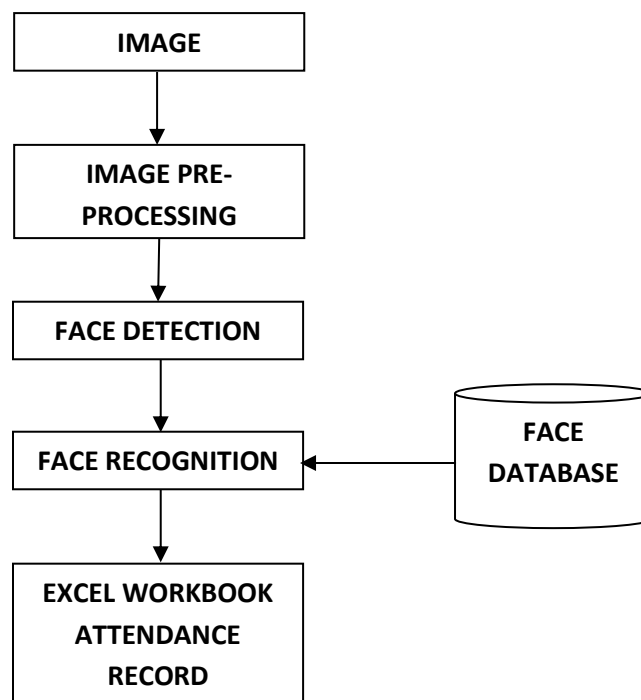 IMAGE
IMAGE PRE-
PROCESSING
FACE DETECTION
FACE RECOGNITION
FACE
DATABASE
EXCEL WORKBOOK
ATTENDANCE
RECORD